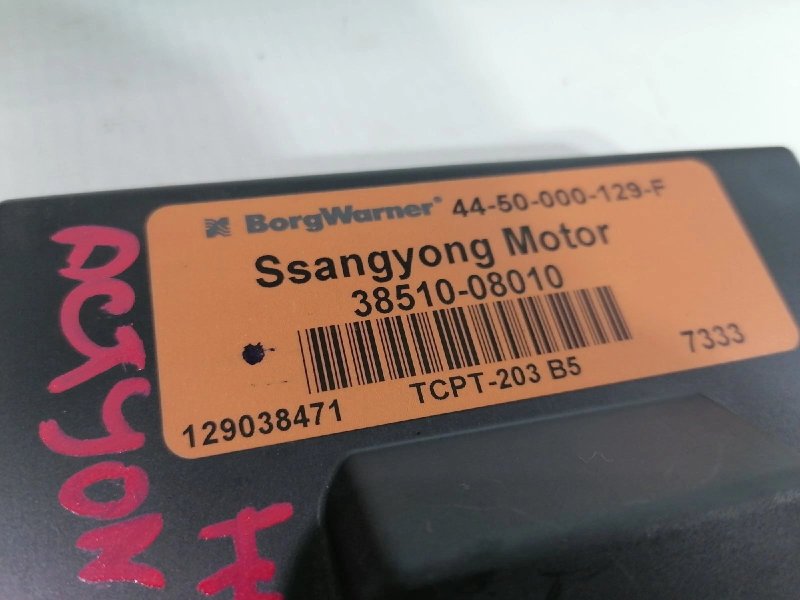 BorgWarner® 44-50-000-129-F
Ssangyong Motor
38510-08010
7333
TCPT-203 B5
129038471